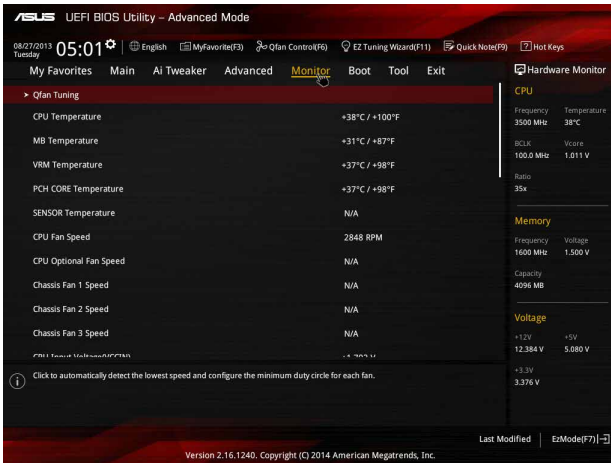 ASUS UEFI BIOS Utility – Advanced Mode
08/27/2013 Tuesday 05:01 English MyFavorite(F3) Qfan Control(F6) EZ Tuning Wizard(F11) Quick Note(F9) ? Hot Keys
My Favorites Main Ai Tweaker Advanced Monitor Boot Tool Exit
> Qfan Tuning
CPU Temperature +38°C / +100°F
MB Temperature +31°C / +87°F
VRM Temperature +37°C / +98°F
PCH CORE Temperature +37°C / +98°F
SENSOR Temperature N/A
CPU Fan Speed 2848 RPM
CPU Optional Fan Speed N/A
Chassis Fan 1 Speed N/A
Chassis Fan 2 Speed N/A
Chassis Fan 3 Speed N/A
CPU Input Voltage(VCCIN)
Click to automatically detect the lowest speed and configure the minimum duty circle for each fan.
Hardware Monitor
CPU
Frequency Temperature
3500 MHz 38°C
BCLK Vcore
100.0 MHz 1.011 V
Ratio
35x
Memory
Frequency Voltage
1600 MHz 1.500 V
Capacity
4096 MB
Voltage
+12V +5V
12.384 V 5.080 V
+3.3V
3.376 V
Last Modified EzMode(F7)
Version 2.16.1240. Copyright (C) 2014 American Megatrends, Inc.